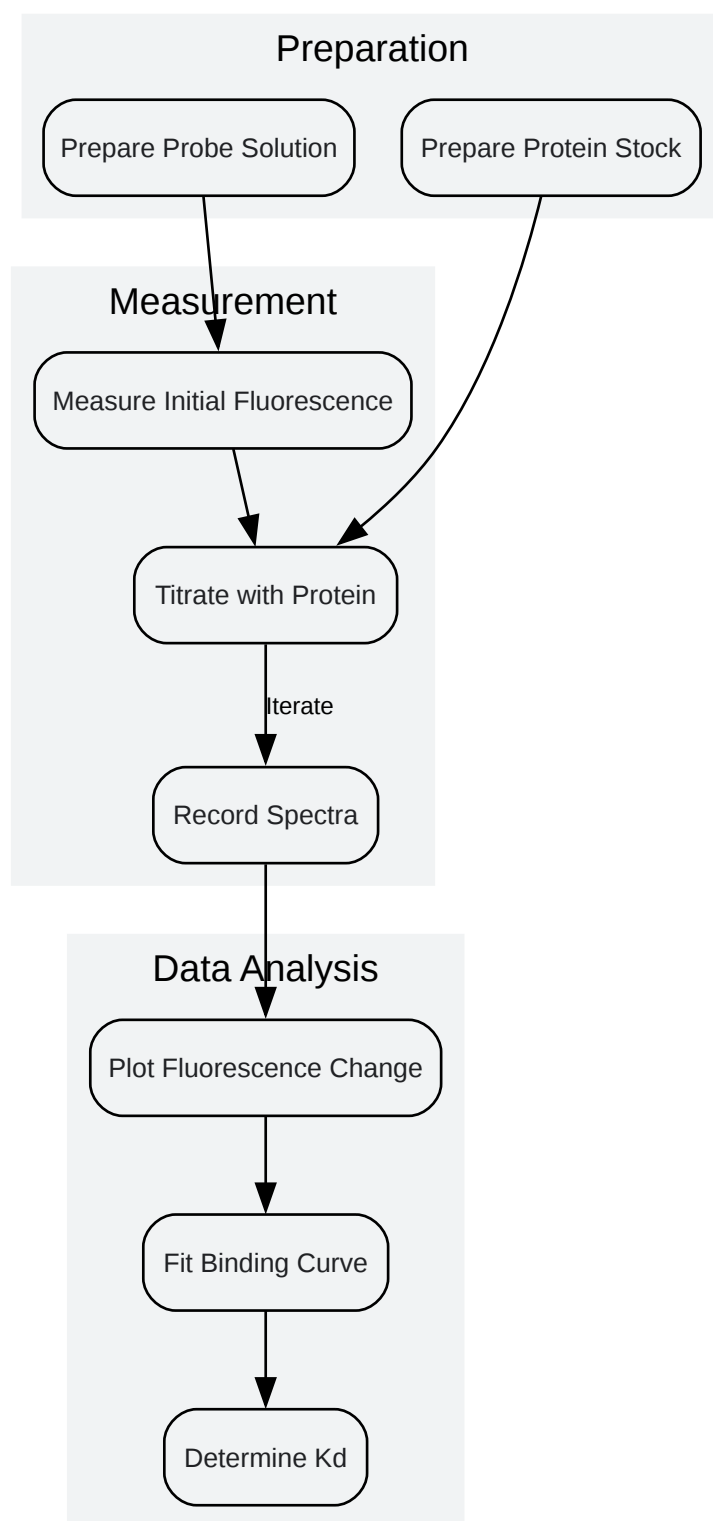 Preparation
Prepare Probe Solution
Prepare Protein Stock
Measurement
Measure Initial Fluorescence
Titrate with Protein
Iterate
Record Spectra
Data Analysis
Plot Fluorescence Change
Fit Binding Curve
Determine Kd